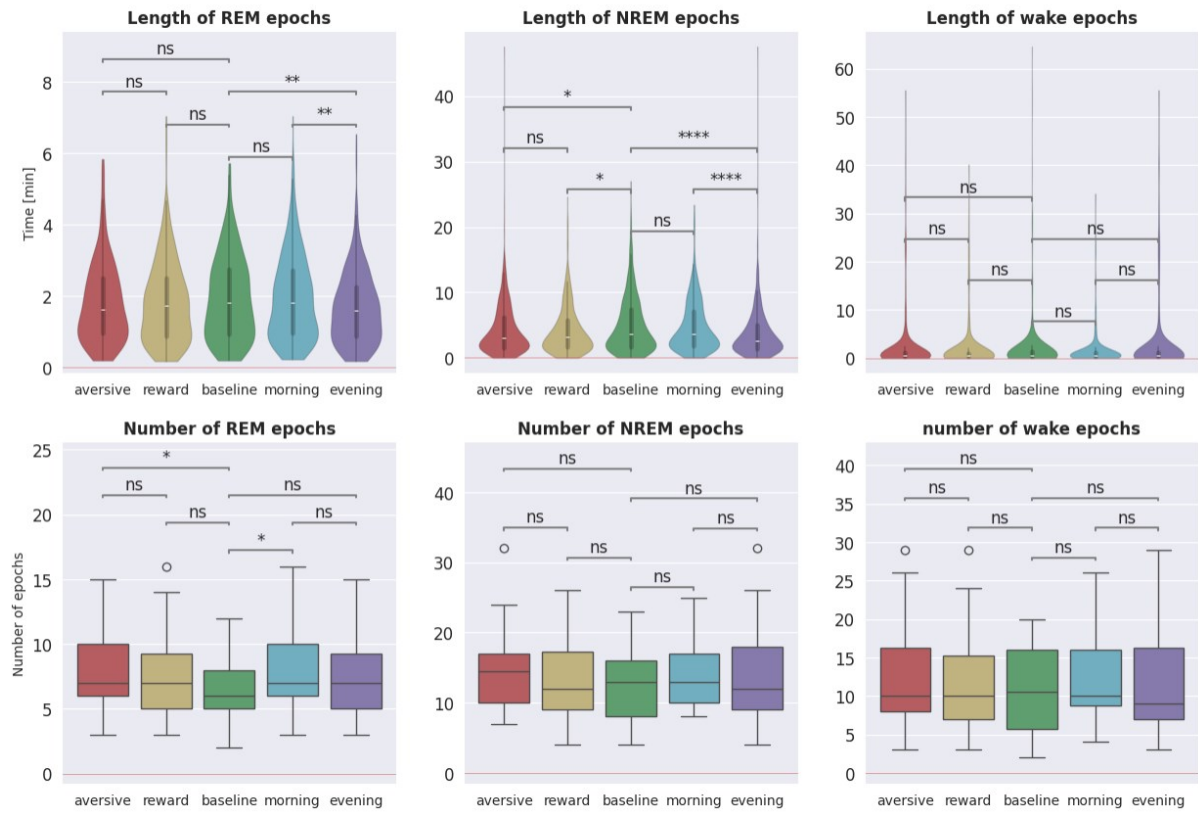 Length of REM epochs
Length of NREM epochs
Length of wake epochs
Time [min]
8
6
4
2
0
ns
ns
**
ns
**
ns
aversive reward baseline morning evening
40
30
20
10
0
*
ns
****
*
****
ns
aversive reward baseline morning evening
60
50
40
30
20
10
0
ns
ns
ns
ns
ns
ns
aversive reward baseline morning evening
Number of REM epochs
Number of NREM epochs
number of wake epochs
Number of epochs
25
20
15
10
5
0
*
ns
ns
ns
ns
*
aversive reward baseline morning evening
40
30
20
10
0
ns
ns
ns
ns
ns
ns
aversive reward baseline morning evening
40
35
30
25
20
15
10
5
0
ns
ns
ns
ns
ns
ns
aversive reward baseline morning evening